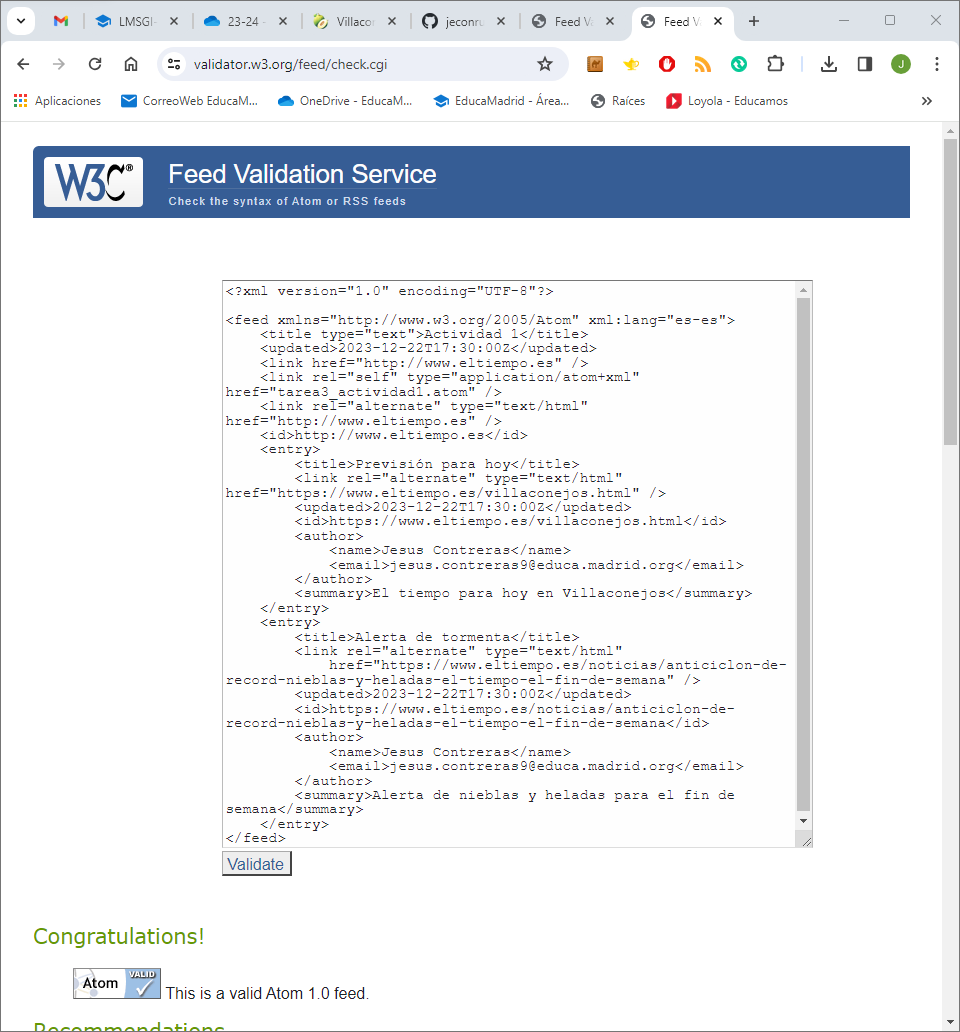 LMSGI-
23-24 -
Villaco
jeconru
Feed Va
Feed Va
validator.w3.org/feed/check.cgi
J
Aplicaciones
CorreoWeb EducaM...
OneDrive - EducaM...
EducaMadrid - Área...
Raíces
Loyola - Educamos
W3C®
Feed Validation Service
Check the syntax of Atom or RSS feeds
<?xml version="1.0" encoding="UTF-8"?>
<feed xmlns="http://www.w3.org/2005/Atom" xml:lang="es-es">
<title type="text">Actividad 1</title>
<updated>2023-12-22T17:30:00Z</updated>
<link href="http://www.eltiempo.es" />
<link rel="self" type="application/atom+xml"
href="tarea3_actividad1.atom" />
<link rel="alternate" type="text/html"
href="http://www.eltiempo.es" />
<id>http://www.eltiempo.es</id>
<entry>
<title>Previsión para hoy</title>
<link rel="alternate" type="text/html"
href="https://www.eltiempo.es/villaconejos.html" />
<updated>2023-12-22T17:30:00Z</updated>
<id>https://www.eltiempo.es/villaconejos.html</id>
<author>
<name>Jesus Contreras</name>
<email>jesus.contreras9@educa.madrid.org</email>
</author>
<summary>El tiempo para hoy en Villaconejos</summary>
</entry>
<entry>
<title>Alerta de tormenta</title>
<link rel="alternate" type="text/html"
href="https://www.eltiempo.es/noticias/anticiclon-de-
record-nieblas-y-heladas-el-tiempo-el-fin-de-semana" />
<updated>2023-12-22T17:30:00Z</updated>
<id>https://www.eltiempo.es/noticias/anticiclon-de-
record-nieblas-y-heladas-el-tiempo-el-fin-de-semana</id>
<author>
<name>Jesus Contreras</name>
<email>jesus.contreras9@educa.madrid.org</email>
</author>
<summary>Alerta de nieblas y heladas para el fin de
semana</summary>
</entry>
</feed>
Validate
Congratulations!
Atom VALID
This is a valid Atom 1.0 feed.
Recommendations